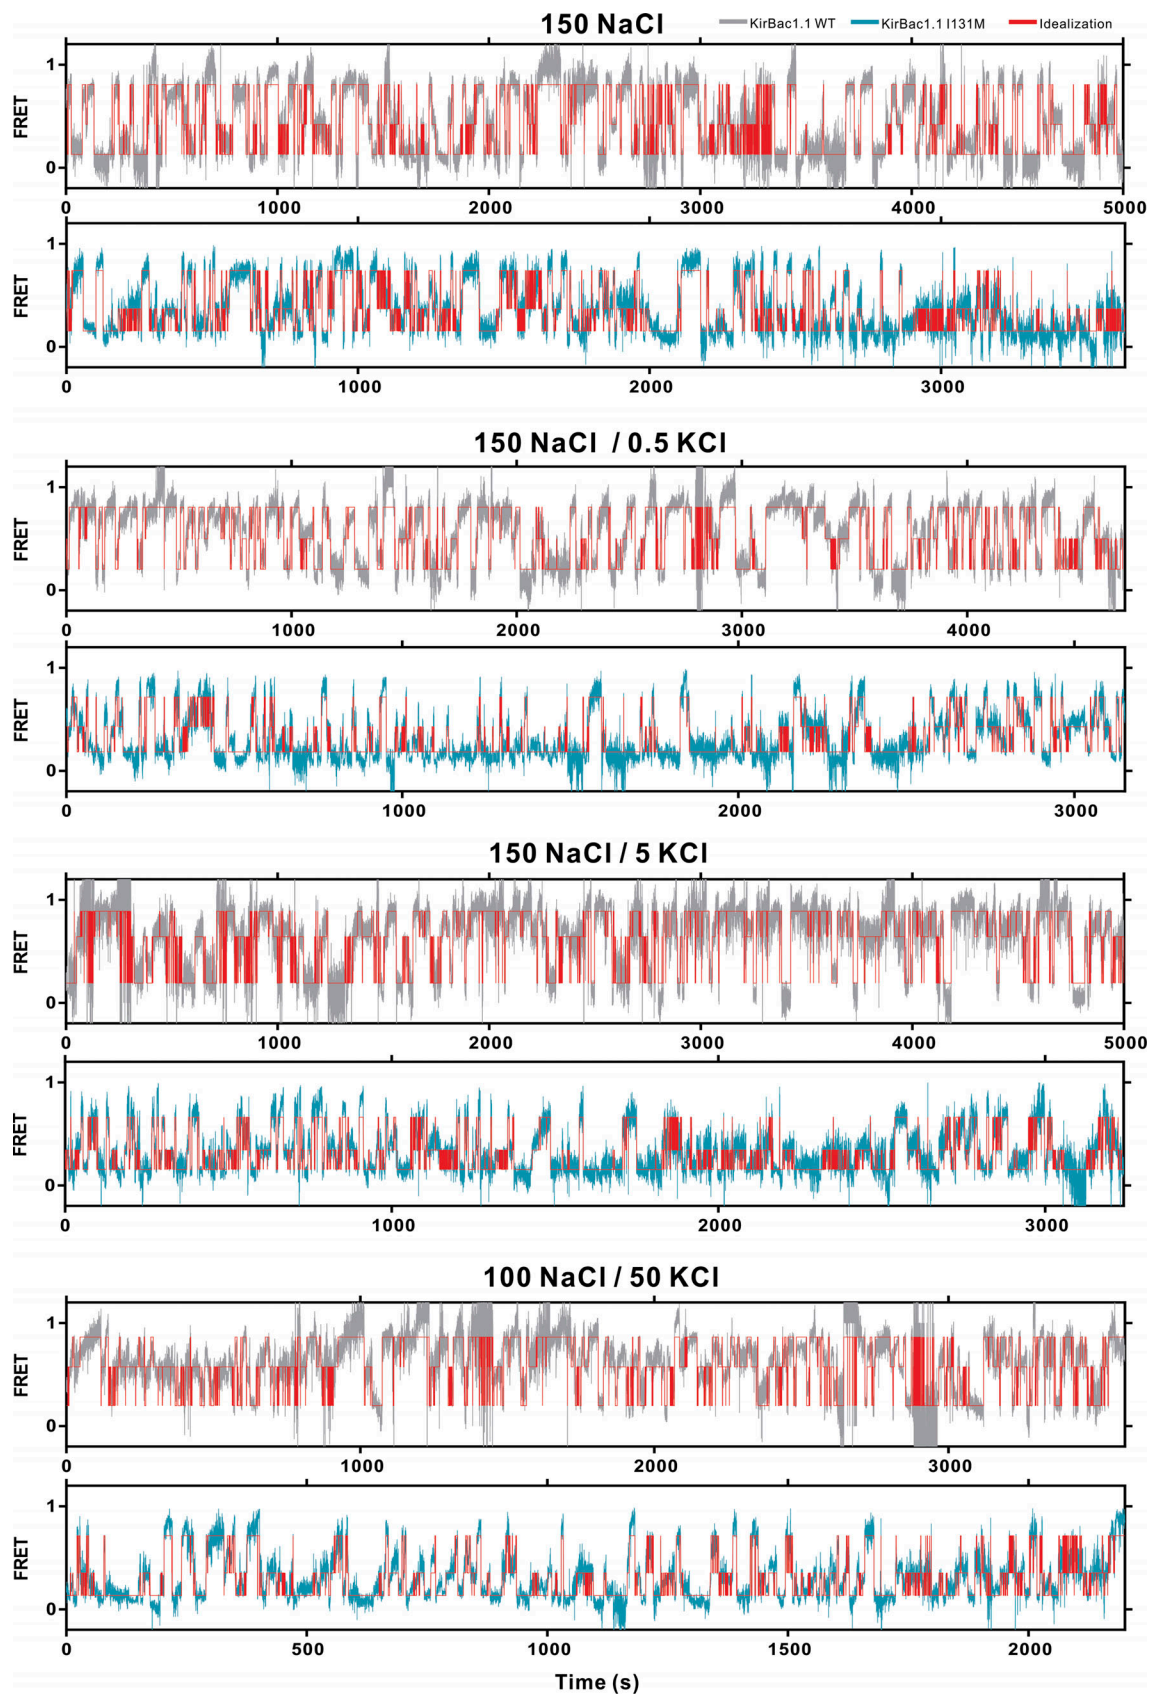 150 NaCl
KirBac1.1 WT
KirBac1.1 I131M
Idealization
FRET
1
0
0 1000 2000 3000 4000 5000
FRET
1
0
0 1000 2000 3000
150 NaCl / 0.5 KCl
FRET
1
0
0 1000 2000 3000 4000
FRET
1
0
0 1000 2000 3000
150 NaCl / 5 KCl
FRET
1
0
0 1000 2000 3000 4000 5000
FRET
1
0
0 1000 2000 3000
100 NaCl / 50 KCl
FRET
1
0
0 1000 2000 3000
FRET
1
0
0 500 1000 1500 2000
Time (s)